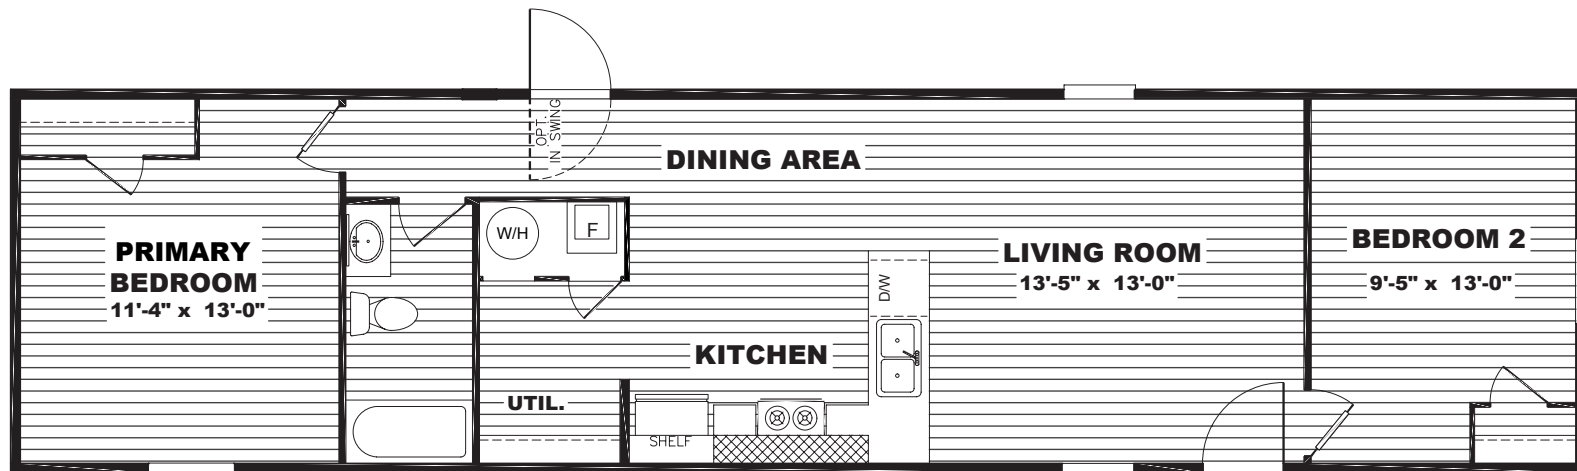 OPT.
IN SWING
DINING AREA
PRIMARY
BEDROOM
11'-4" x 13'-0"
W/H
F
LIVING ROOM
13'-5" x 13'-0"
BEDROOM 2
9'-5" x 13'-0"
D/W
KITCHEN
UTIL.
SHELF